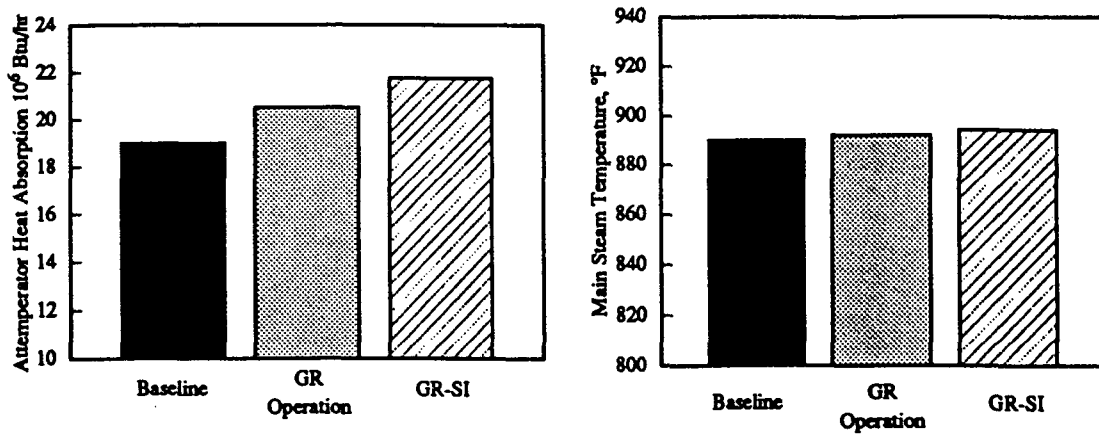 Attemperator Heat Absorption 10⁶ Btu/hr
24
22
20
18
16
14
12
10
Baseline
GR
Operation
GR-SI
Main Steam Temperature, °F
940
920
900
880
860
840
820
800
Baseline
GR
Operation
GR-SI